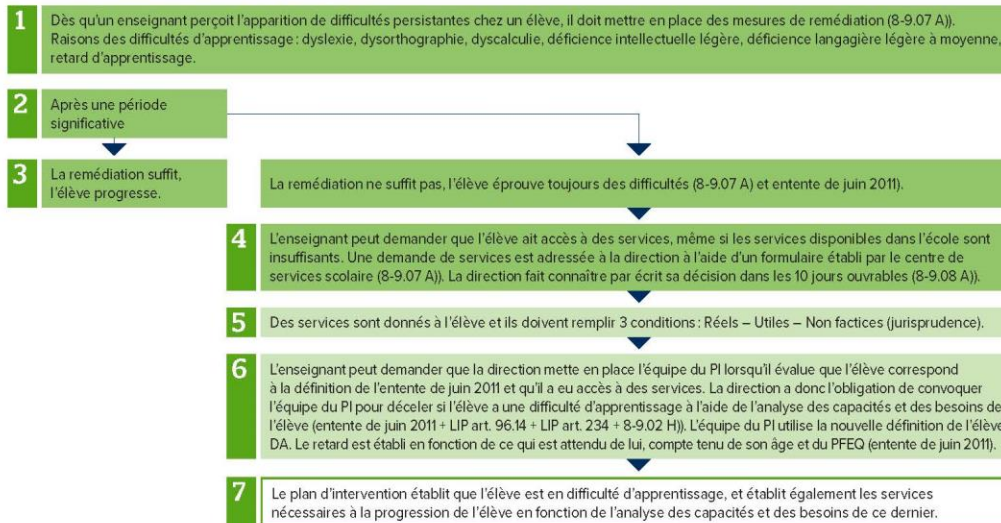 1
Dès qu'un enseignant perçoit l'apparition de difficultés persistantes chez un élève, il doit mettre en place des mesures de remédiation (8-9.07 A)).
Raisons des difficultés d'apprentissage : dyslexie, dysorthographie, dyscalculie, déficience intellectuelle légère, déficience langagière légère à moyenne,
retard d'apprentissage.
2
Après une période
significative
3
La remédiation suffit,
l'élève progresse.
La remédiation ne suffit pas, l'élève éprouve toujours des difficultés (8-9.07 A) et entente de juin 2011).
4
L'enseignant peut demander que l'élève ait accès à des services, même si les services disponibles dans l'école sont
insuffisants. Une demande de services est adressée à la direction à l'aide d'un formulaire établi par le centre de
services scolaire (8-9.07 A)). La direction fait connaître par écrit sa décision dans les 10 jours ouvrables (8-9.08 A)).
5
Des services sont donnés à l'élève et ils doivent remplir 3 conditions : Réels – Utiles – Non factices (jurisprudence).
6
L'enseignant peut demander que la direction mette en place l'équipe du PI lorsqu'il évalue que l'élève correspond
à la définition de l'entente de juin 2011 et qu'il a eu accès à des services. La direction a donc l'obligation de convoquer
l'équipe du PI pour déceler si l'élève a une difficulté d'apprentissage à l'aide de l'analyse des capacités et des besoins de
l'élève (entente de juin 2011 + LIP art. 96.14 + LIP art. 234 + 8-9.02 H)). L'équipe du PI utilise la nouvelle définition de l'élève
DA. Le retard est établi en fonction de ce qui est attendu de lui, compte tenu de son âge et du PFEQ (entente de juin 2011).
7
Le plan d'intervention établit que l'élève est en difficulté d'apprentissage, et établit également les services
nécessaires à la progression de l'élève en fonction de l'analyse des capacités et des besoins de ce dernier.